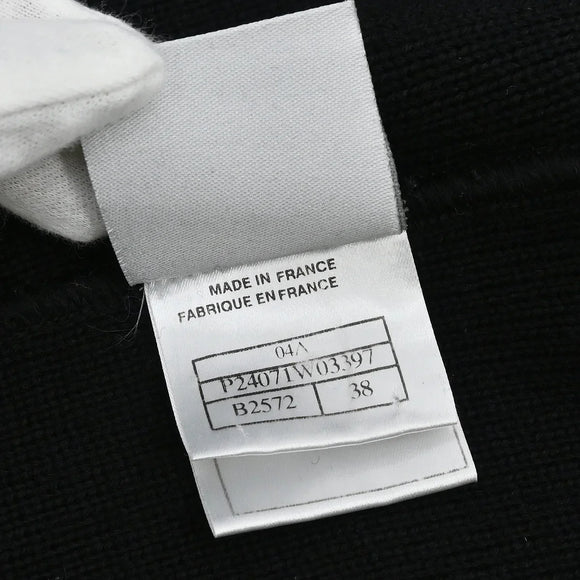 MADE IN FRANCE
FABRIQUE EN FRANCE
04A
P24071W03397
B2572 38